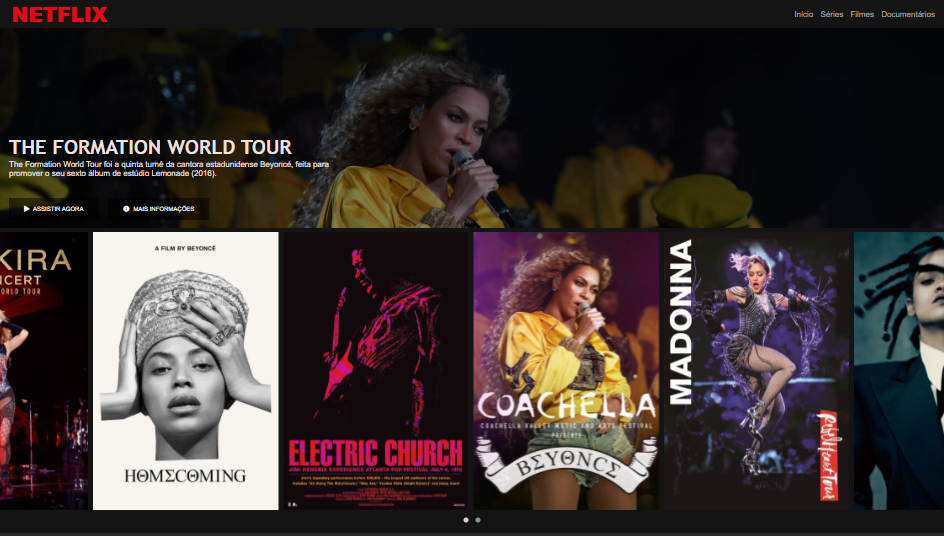 NETFLIX
Início Séries Filmes Documentários
THE FORMATION WORLD TOUR
The Formation World Tour foi a quinta turnê da cantora estadunidense Beyoncé, feita para
promover o seu sexto álbum de estúdio Lemonade (2016).
ASSISTIR AGORA
MAIS INFORMAÇÕES
KIRA
NCERT
ORLD TOUR
A FILM BY BEYONCÉ
HOMECOMING
ELECTRIC CHURCH
JIMI HENDRIX EXPERIENCE ATLANTA POP FESTIVAL JULY 4, 1970
COACHELLA
COACHELLA VALLEY MUSIC AND ARTS FESTIVAL
PRESENTS
BEYONCE
MADONNA
Rebel Heart Tour